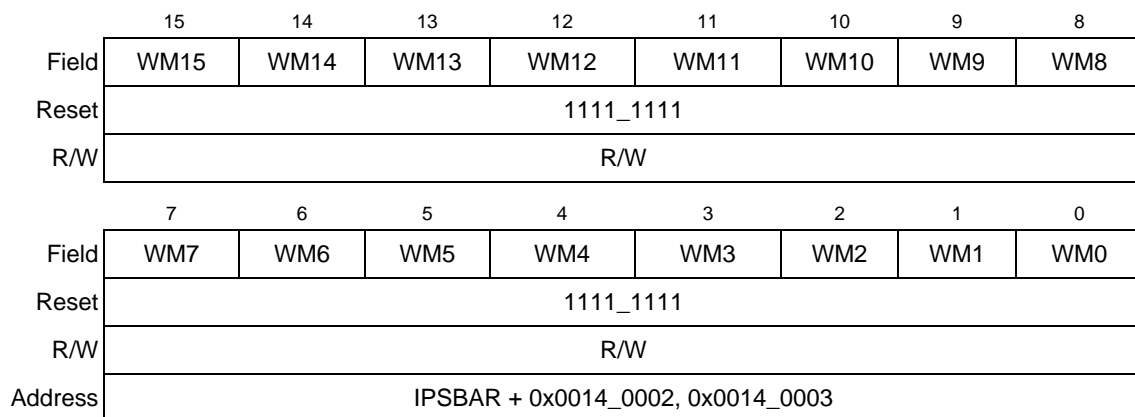 15 14 13 12 11 10 9 8
Field WM15 WM14 WM13 WM12 WM11 WM10 WM9 WM8
Reset 1111_1111
R/W R/W
7 6 5 4 3 2 1 0
Field WM7 WM6 WM5 WM4 WM3 WM2 WM1 WM0
Reset 1111_1111
R/W R/W
Address IPSBAR + 0x0014_0002, 0x0014_0003